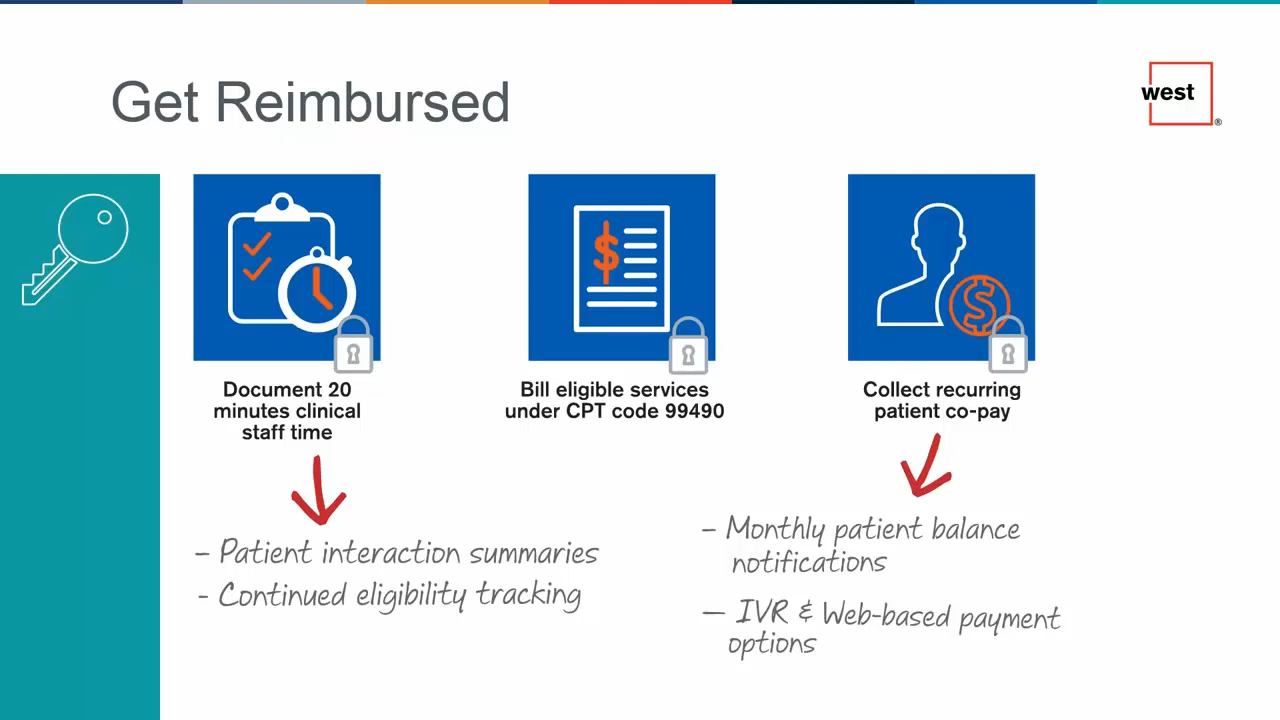 Get Reimbursed
west
®
Document 20
minutes clinical
staff time
Bill eligible services
under CPT code 99490
Collect recurring
patient co-pay
– Patient interaction summaries
- Continued eligibility tracking
– Monthly patient balance
notifications
— IVR & Web-based payment
options